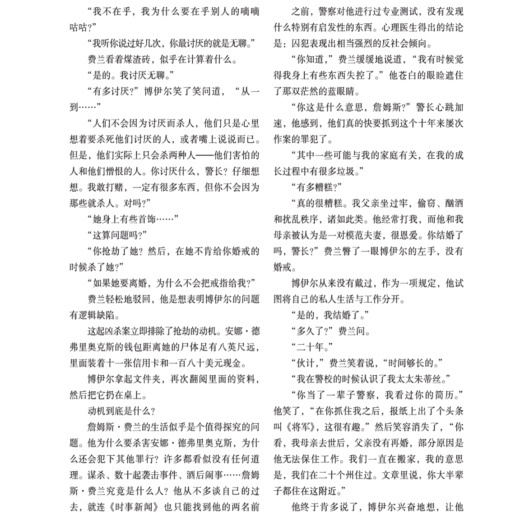 “我不在乎，我为什么要在乎别人的嘀嘀
咕咕？”
“我听你说过好几次，你最讨厌的就是无聊。”
费兰看着煤渣砖，似乎在计算着什么。
“是的。我讨厌无聊。”
“有多讨厌？”博伊尔笑了笑问道，“从一
到……”
“人们不会因为讨厌而杀人，他们只是心里
想着要杀死他们讨厌的人，或者嘴上说说而已。
但是，他们实际上只会杀两种人——他们害怕的
人和他们憎恨的人。你讨厌什么，警长？仔细想
想。我敢打赌，一定有很多东西，但你不会因为
那些就杀人。对吗？”
“她身上有些首饰……”
“这算问题吗？”
“你抢劫了她？然后，在她不肯给你婚戒的
时候杀了她？”
“如果她要离婚，为什么不会把戒指给我？”
费兰轻松地驳回，他是想表明博伊尔的问题
有逻辑缺陷。
这起凶杀案立即排除了抢劫的动机。安娜·德
弗里奥克斯的钱包距离她的尸体足有八英尺远，
里面装着十一张信用卡和一百八十美元现金。
博伊尔拿起文件夹，再次翻阅里面的资料，
然后把它扔在桌上。
动机到底是什么？
詹姆斯·费兰的生活似乎是个值得探究的问
题。他为什么要杀害安娜·德弗里奥克斯，为什
么还会犯下其他罪行？许多都看似没有任何道
理。谋杀、数十起袭击事件、酒后闹事……詹姆
斯·费兰究竟是什么人？他从不多谈自己的过
去，就连《时事新闻》也只能找到他的两名前
之前，警察对他进行过专业测试，没有发现
什么特别有启发性的东西。心理医生得出的结论
是：囚犯表现出相当强烈的反社会倾向。
“你知道，”费兰缓缓地说道，“我有时候觉
得我身上有些东西失控了。”他苍白的眼睑遮住
了那双茫然的蓝眼睛。
“你这是什么意思，詹姆斯？”警长心跳加
速，他感到，他们真的快要抓到这个十年来屡次
作案的罪犯了。
“其中一些可能与我的家庭有关，在我的成
长过程中有很多垃圾。”
“有多糟糕？”
“真的很糟糕。我父亲坐过牢，偷窃、酗酒
和扰乱秩序，诸如此类。他经常打我，而他和我
母亲被认为是一对模范夫妻，很恩爱。你结婚了
吗，警长？”费兰瞥了一眼博伊尔的左手，没有
婚戒。
博伊尔从来没有戴过，作为一项规定，他试
图将自己的私人生活与工作分开。
“是的，我结婚了。”
“多久了？”费兰问。
“二十年。”
“伙计，”费兰笑着说，“时间够长的。”
“我在警校的时候认识了我太太朱蒂丝。”
“你当了一辈子警察，我看过你的简历。”
他笑了，“在你抓住我之后，报纸上出了个头条
叫《将军》，这很有趣。”然后笑容消失了，“你
看，我母亲去世后，父亲没有再婚，部分原因是
他无法保住工作。我们一直在搬家，我的意思
是，我们在二十个州住过。文章里说，你大半辈
子都住在这附近。”
他终于肯多说了，博伊尔兴奋地想，让他